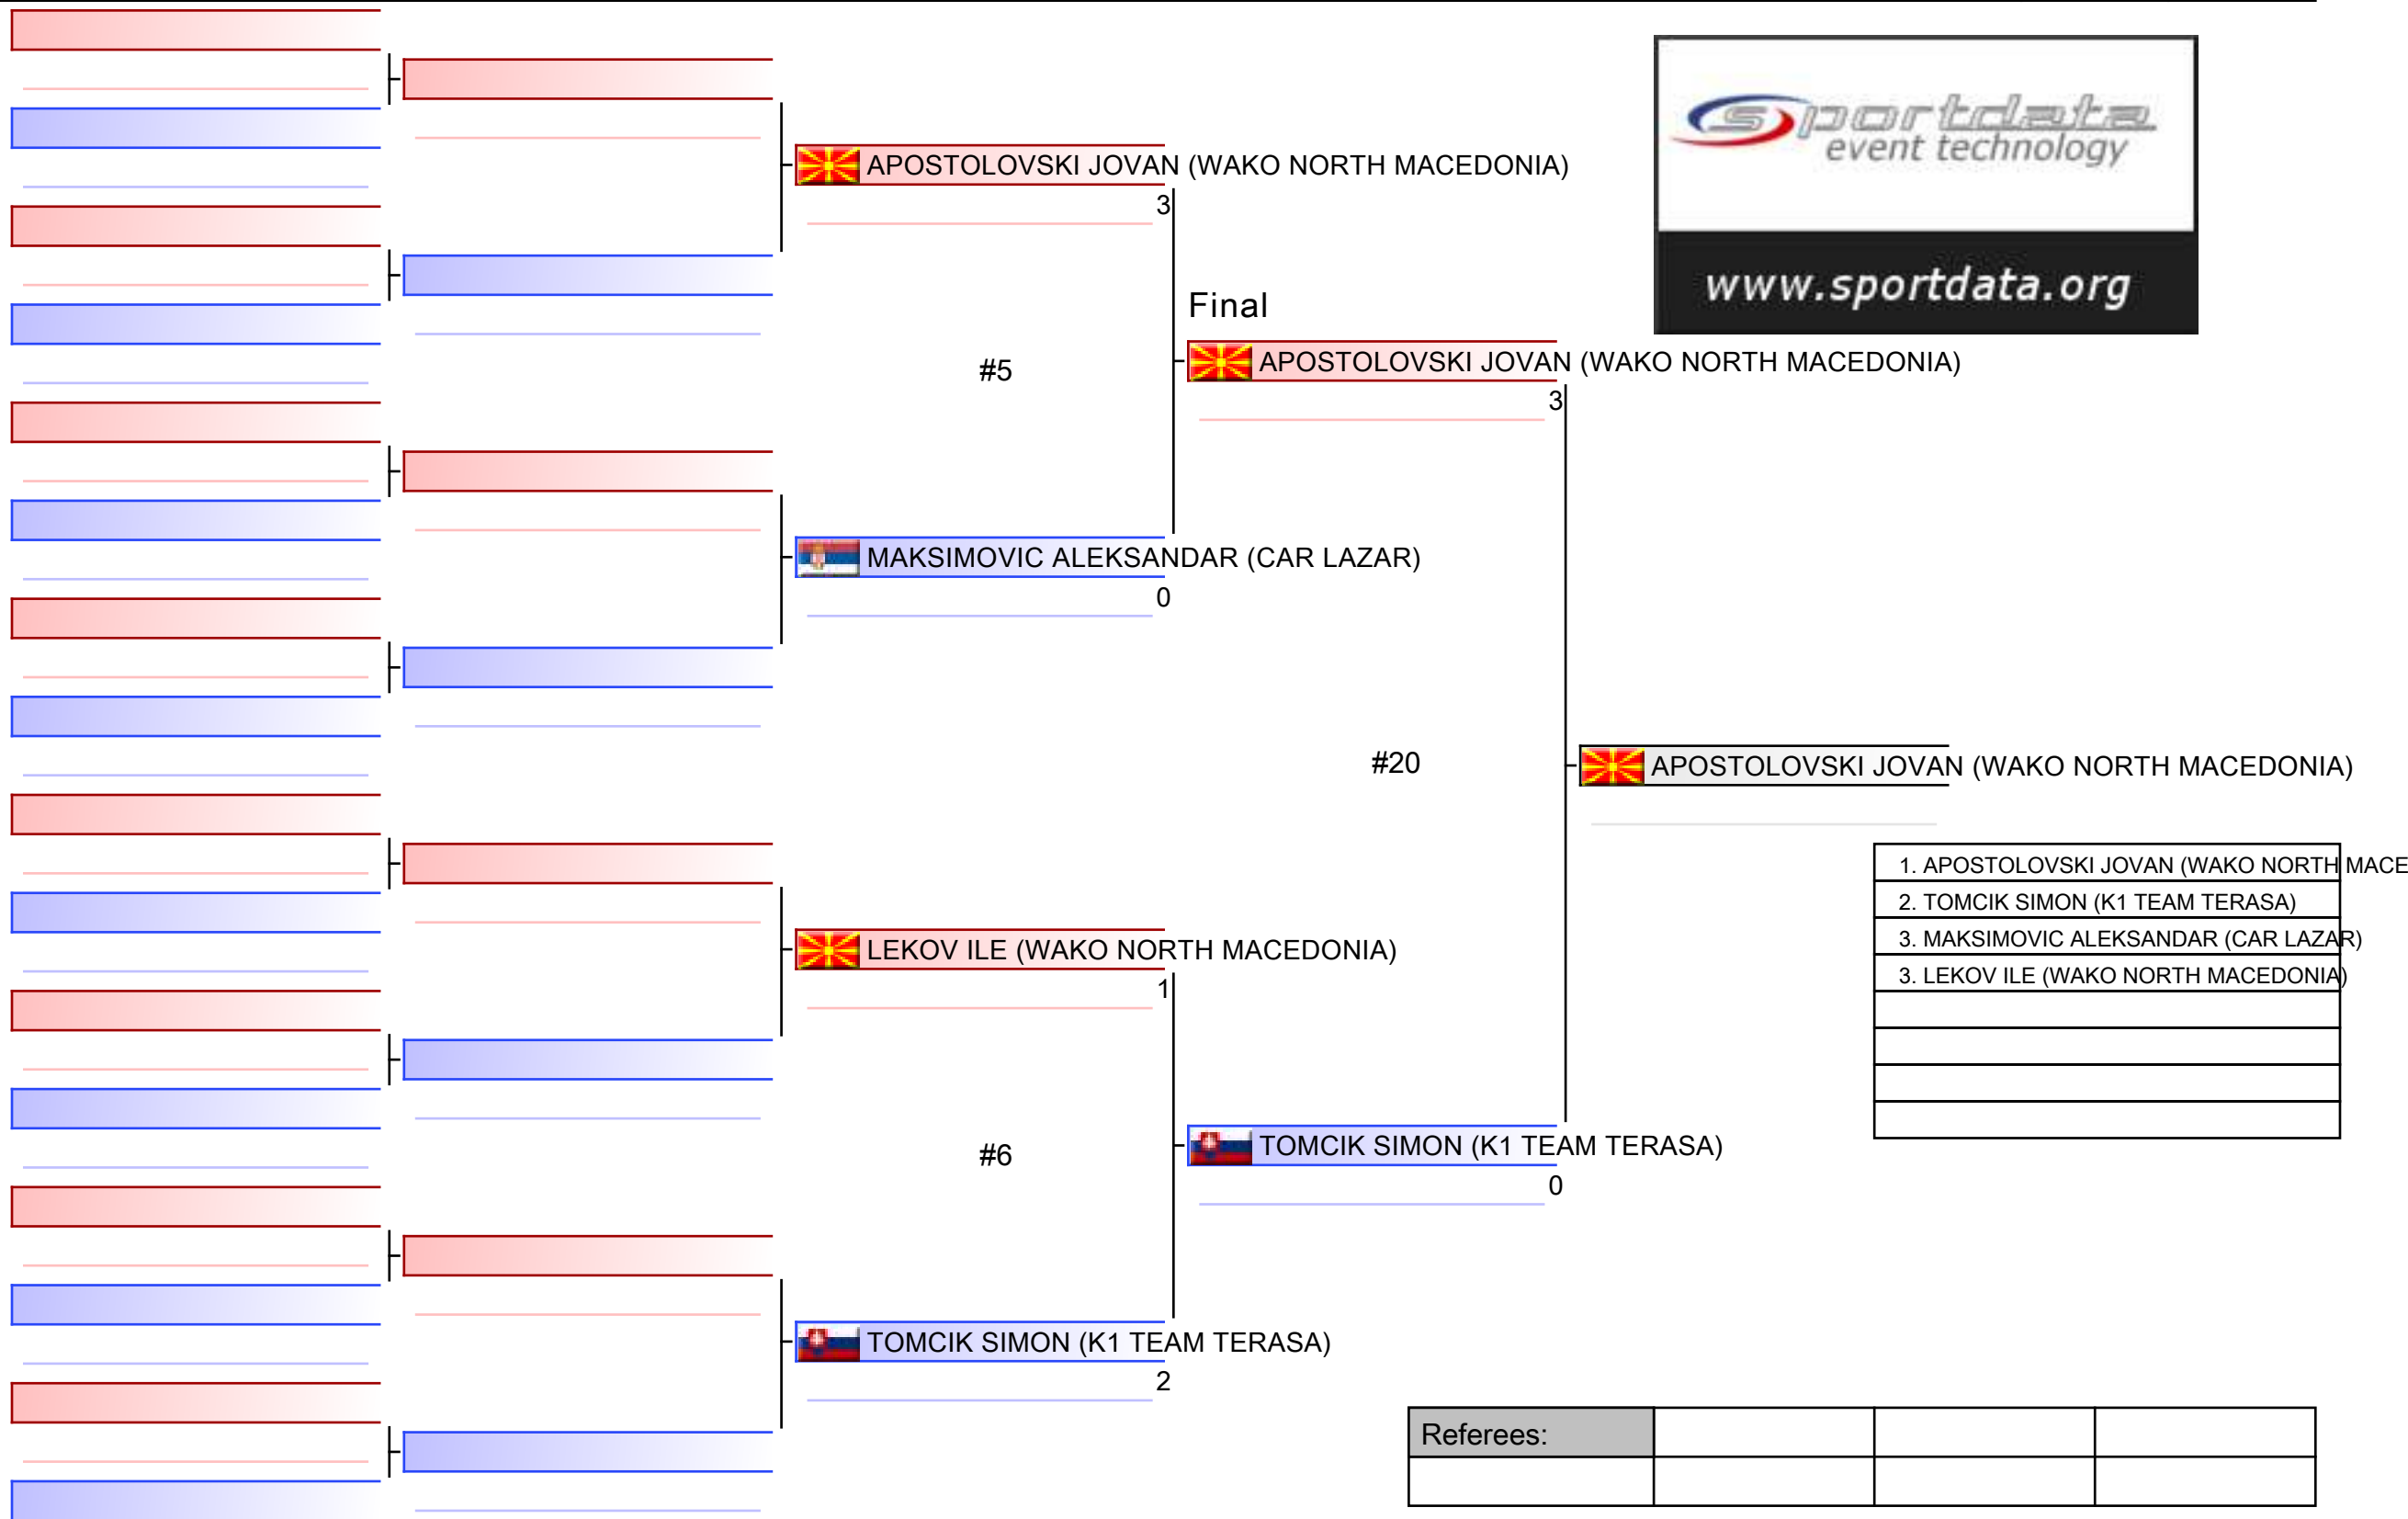 sportdata
event technology
www.sportdata.org
APOSTOLOVSKI JOVAN (WAKO NORTH MACEDONIA)
3
Final
#5
APOSTOLOVSKI JOVAN (WAKO NORTH MACEDONIA)
3
MAKSIMOVIC ALEKSANDAR (CAR LAZAR)
0
#20
APOSTOLOVSKI JOVAN (WAKO NORTH MACEDONIA)
1. APOSTOLOVSKI JOVAN (WAKO NORTH MACE
2. TOMCIK SIMON (K1 TEAM TERASA)
3. MAKSIMOVIC ALEKSANDAR (CAR LAZAR)
3. LEKOV ILE (WAKO NORTH MACEDONIA)
LEKOV ILE (WAKO NORTH MACEDONIA)
1
#6
TOMCIK SIMON (K1 TEAM TERASA)
0
TOMCIK SIMON (K1 TEAM TERASA)
2
Referees: